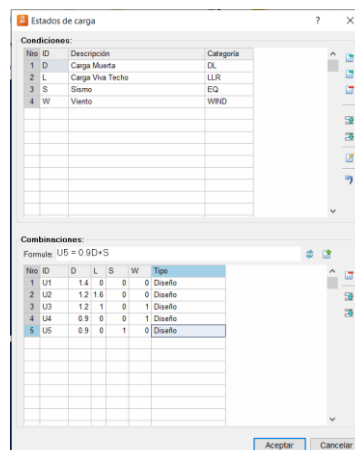 Estados de carga ? ×
Condiciones:
Nro ID Descripción Categoría
1 D Carga Muerta DL
2 L Carga Viva Techo LLR
3 S Sismo EQ
4 W Viento WIND
Combinaciones:
Formula: U5 = 0.9D+S
Nro ID D L S W Tipo
1 U1 1.4 0 0 0 Diseño
2 U2 1.2 1.6 0 0 Diseño
3 U3 1.2 1 0 1 Diseño
4 U4 0.9 0 0 1 Diseño
5 U5 0.9 0 1 0 Diseño
Aceptar Cancelar